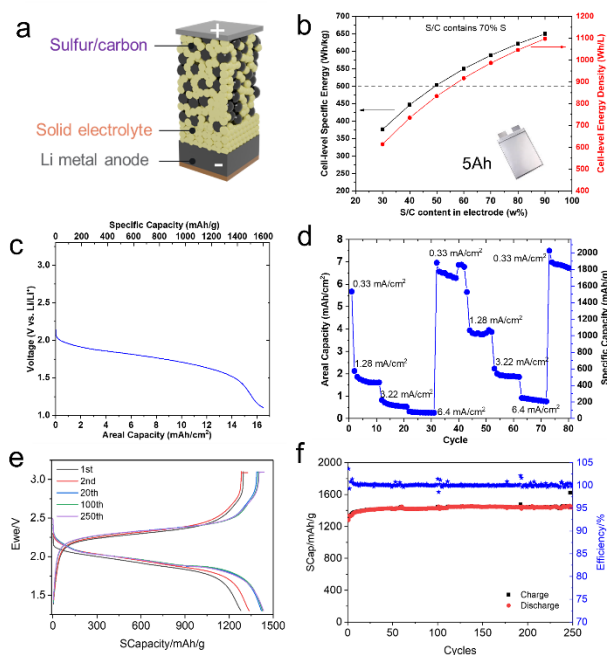 a
Sulfur/carbon
Solid electrolyte
Li metal anode
+
-
b
S/C contains 70% S
Cell-level Specific Energy (Wh/kg)
700
650
600
550
500
450
400
350
300
250
200
Cell-level Energy Density (Wh/L)
1200
1100
1000
900
800
700
600
500
400
5Ah
20 30 40 50 60 70 80 90 100
S/C content in electrode (w%)
c
Specific Capacity (mAh/g)
0 200 400 600 800 1000 1200 1400 1600
Voltage (V vs. Li/Li⁺)
3.0
2.5
2.0
1.5
1.0
0 2 4 6 8 10 12 14 16
Areal Capacity (mAh/cm²)
d
Areal Capacity (mAh/cm²)
8
7
6
5
4
3
2
1
0
0.33 mA/cm²
1.28 mA/cm²
3.22 mA/cm²
6.4 mA/cm²
0.33 mA/cm²
1.28 mA/cm²
3.22 mA/cm²
6.4 mA/cm²
0.33 mA/cm²
Specific Capacity (mAh/g)
2000
1800
1600
1400
1200
1000
800
600
400
200
0
0 20 40 60 80
Cycle
e
1st
2nd
20th
100th
250th
Ewe/V
3.0
2.5
2.0
1.5
0 300 600 900 1200 1500
SCapacity/mAh/g
f
SCap/mAh/g
2000
1600
1200
800
400
0
Efficiency/%
105
100
95
90
85
80
75
70
Charge
Discharge
0 50 100 150 200 250
Cycles